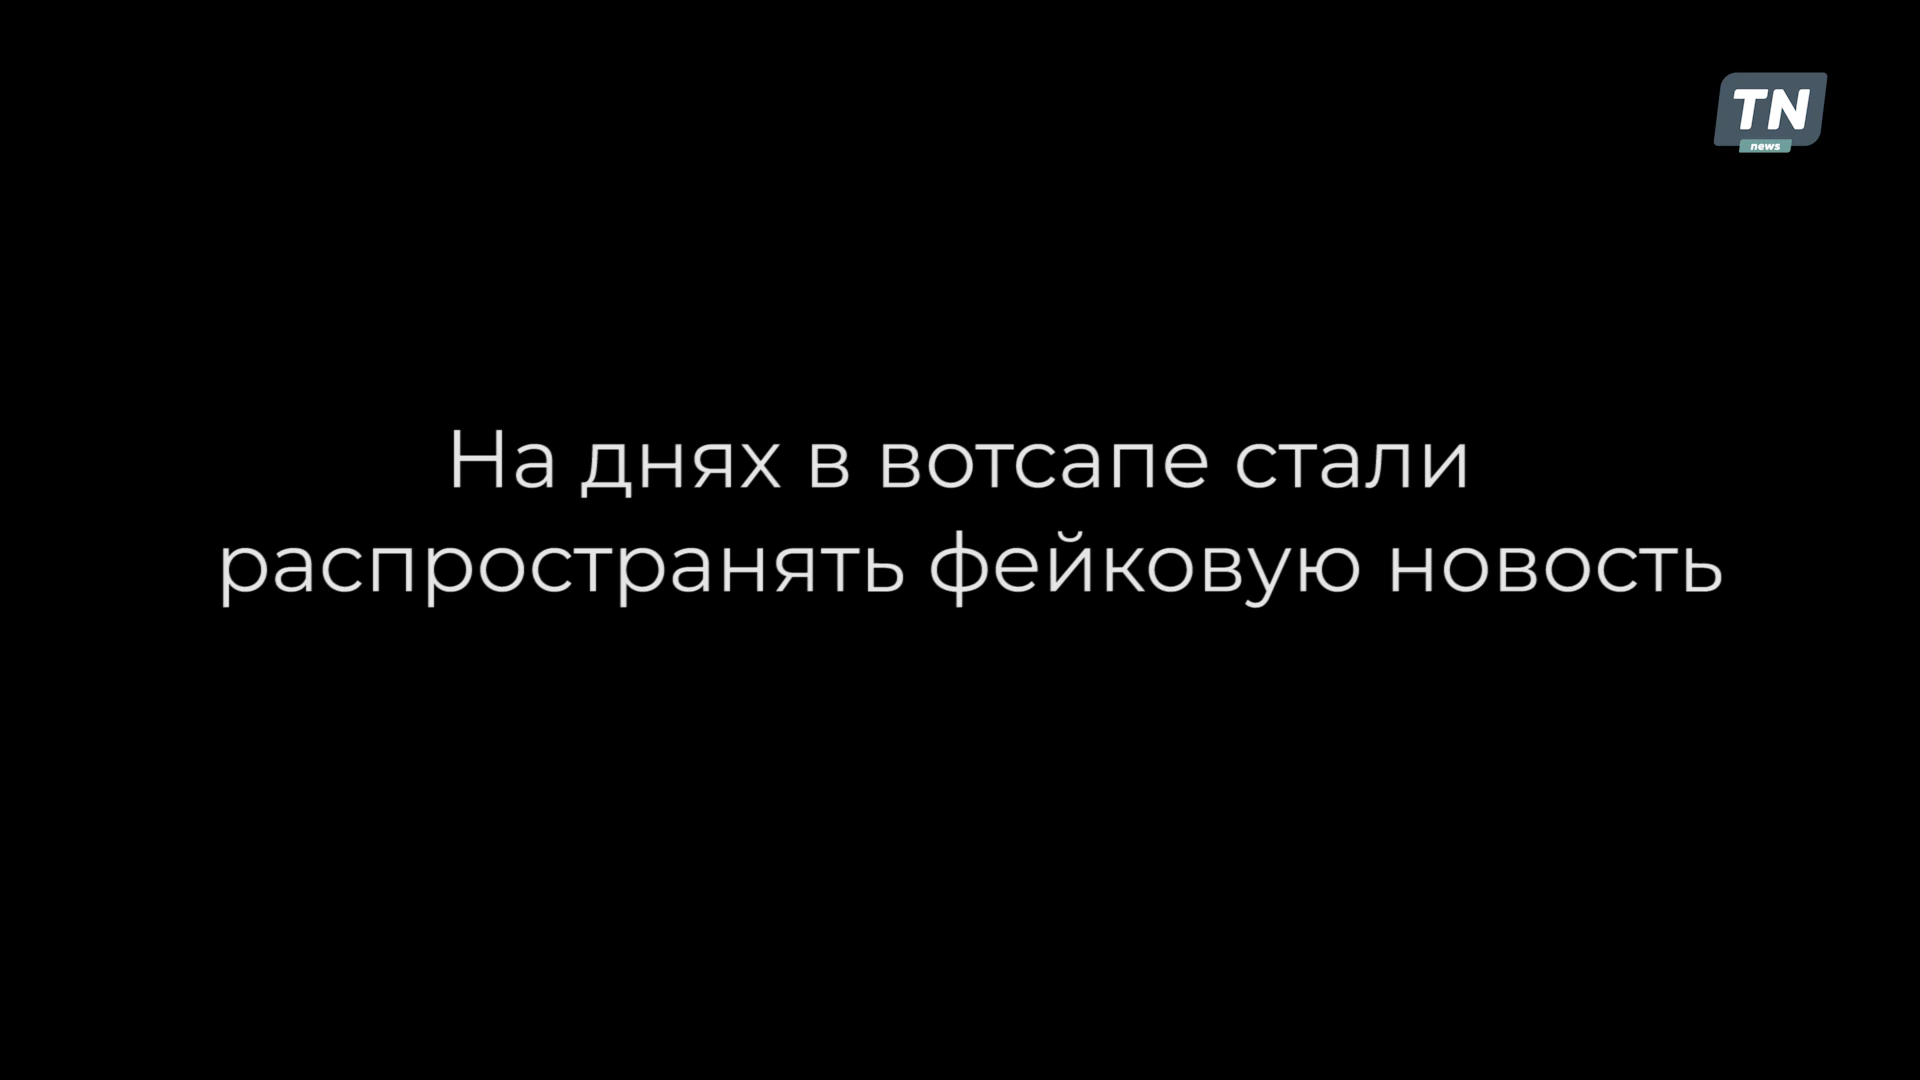 TN
news
На днях в вотсапе стали
распространять фейковую новость